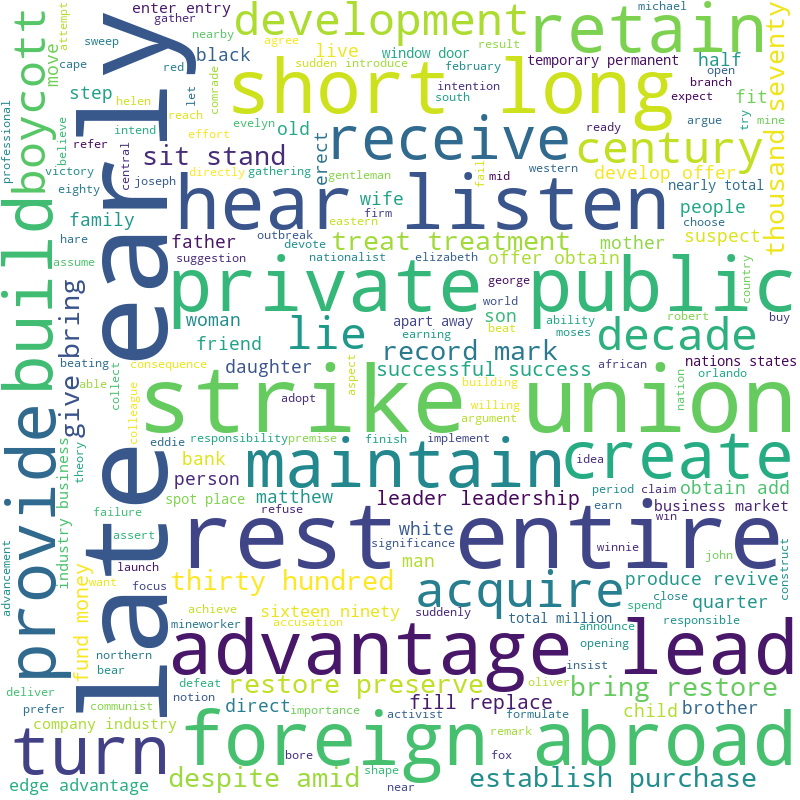 michael
enter entry
gather
nearby
development
retain
thousand seventy
attempt
sweep
agree
live
window door
result
temporary permanent
half
boycott
move
cape
red
black
sudden introduce
february
open
short long
step
let
comrade
intention
south
branch
expect
fit
professional
helen
reach
old
evelyn
erect
receive
ready
argue
try
mine
believe
intend
effort
refer
central
sit stand
century
victory
directly
gathering
gentleman
fail
mid
western
develop offer
nearly total
joseph
eighty
hear listen
late early
build
family
hare
wife
firm
eastern
people
choose
father
outbreak
devote
treat treatment
mother
suspect
assume
suggestion
nationalist
elizabeth
offer obtain
country
private public
give bring
george
world
woman
lie
apart away
son
ability
robert
buy
friend
earning
beat
moses
decade
record mark
beating
consequence
daughter
successful success
african
nations states
able
collect
aspect
building
willing
orlando
nation
strike union
adopt
argument
provide
colleague
eddie
responsibility
premise
finish
implement
industry business
theory
bank
maintain
idea
create
person
spot place
matthew
leader leadership
period
claim
obtain add
failure
refuse
earn
win
business market
assert
white
significance
winnie
john
construct
rest entire
launch
man
advancement
want
focus
thirty hundred
acquire
produce revive
fund money
achieve
sixteen ninety
suddenly
total million
spend
close
quarter
mineworker
accusation
announce
responsible
opening
advantage lead
northern
bear
defeat
insist
deliver
communist
notion
restore preserve
oliver
bring restore
prefer
direct
importance
fill replace
activist
formulate
child
brother
company industry
remark
turn
foreign abroad
bore
fox
edge advantage
despite amid
shape
near
establish purchase